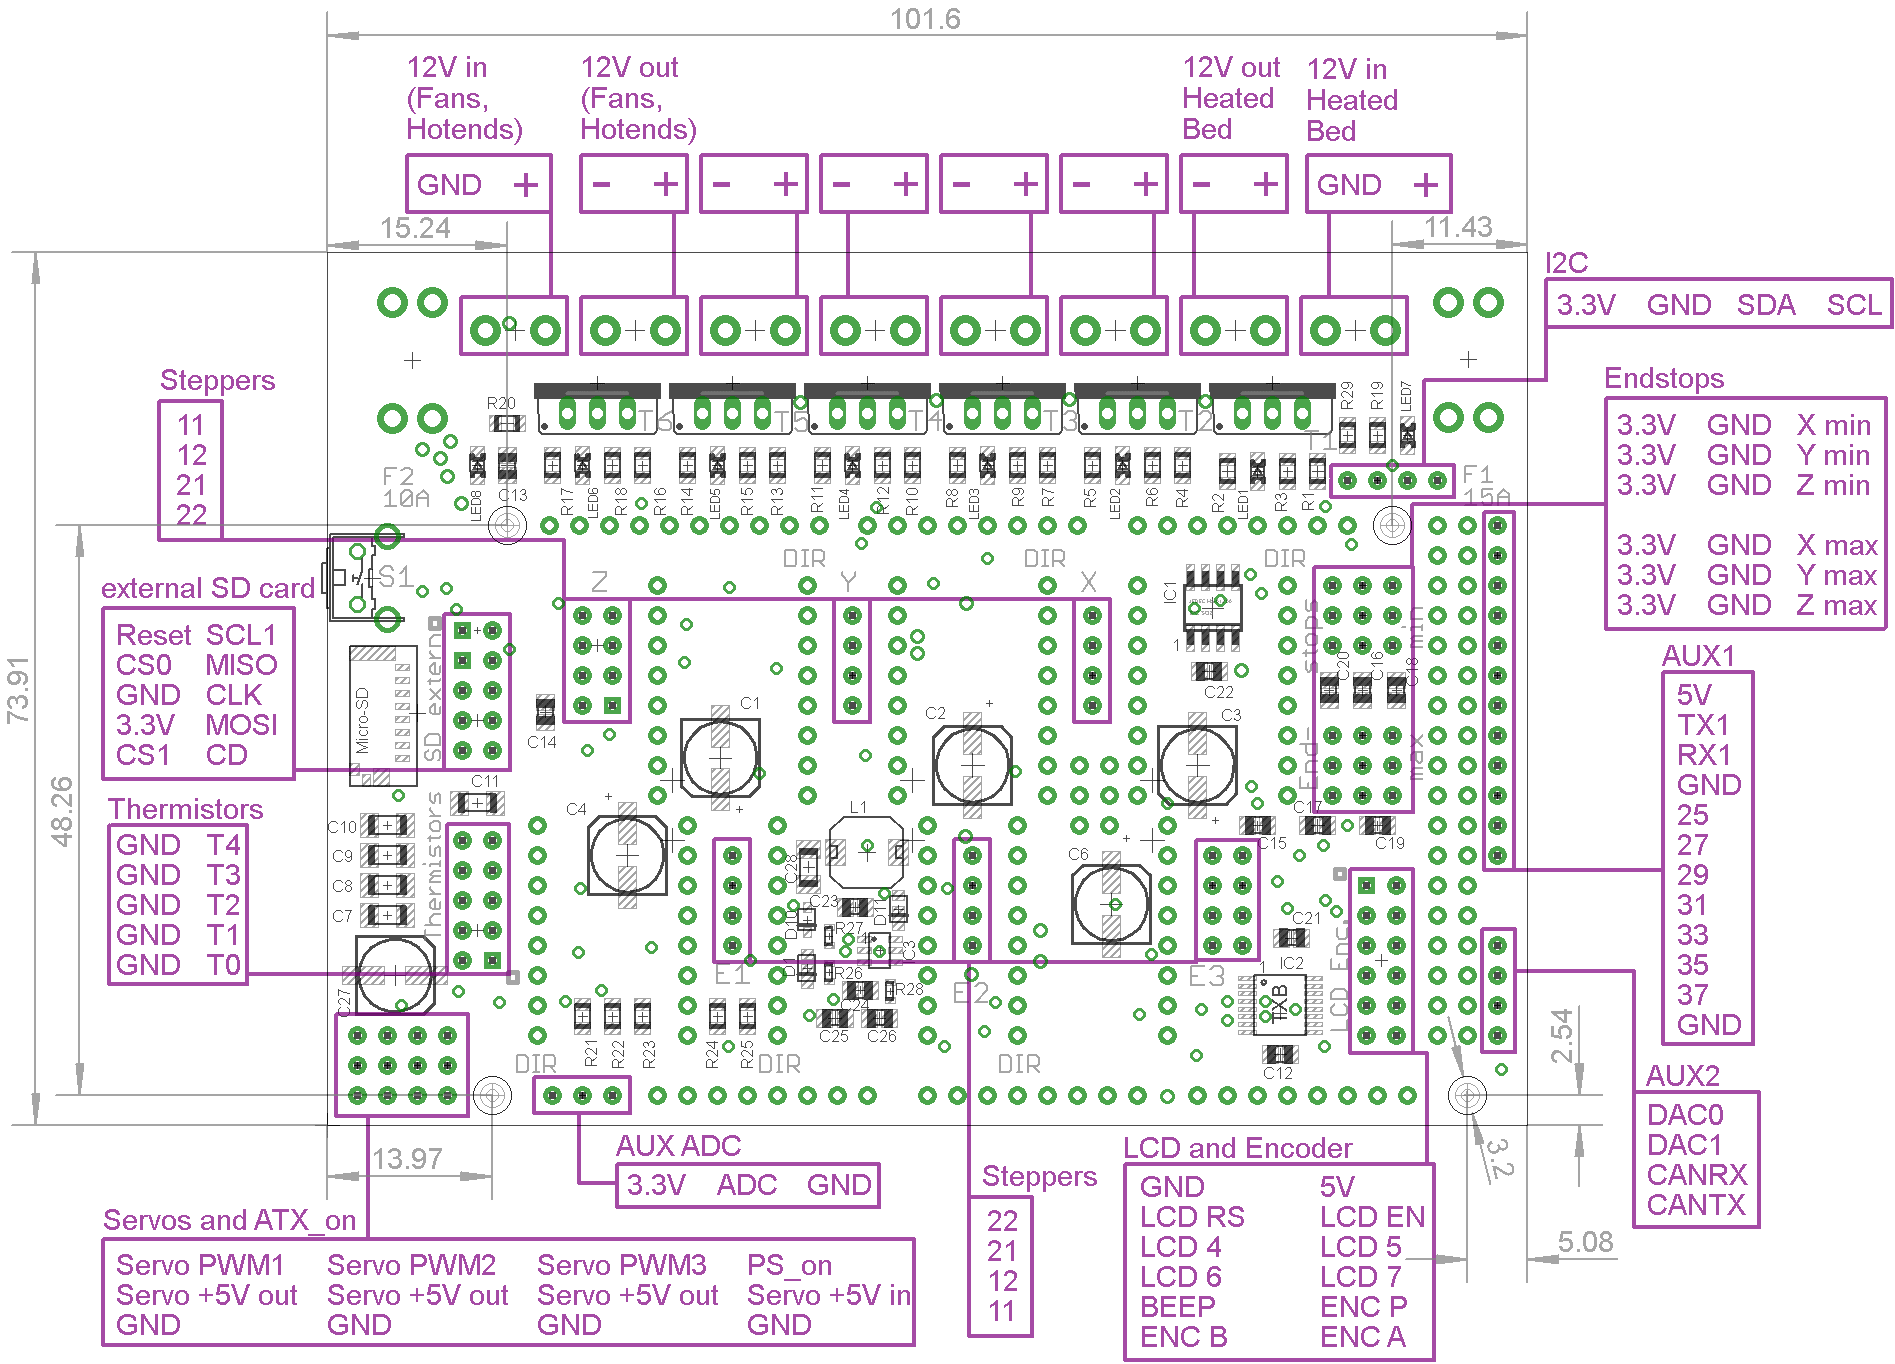 101.6
12V in
(Fans,
Hotends)
12V out
(Fans,
Hotends)
12V out
Heated
Bed
12V in
Heated
Bed
GND +
- +
- +
- +
- +
- +
- +
GND +
15.24
11.43
I2C
3.3V GND SDA SCL
Steppers
11
12
21
22
Endstops
3.3V GND X min
3.3V GND Y min
3.3V GND Z min
3.3V GND X max
3.3V GND Y max
3.3V GND Z max
R20
T6
T5
T4
T3
T2
T1
R29
R19
LED7
F2
10A
F1
15A
LED8
C13
R17
LED6
R18
R16
R14
LED5
R15
R13
R11
LED4
R12
R10
R8
LED3
R9
R7
R5
LED2
R6
R4
R2
LED1
R3
R1
DIR
DIR
DIR
S1
Z
Y
X
IC1
1
external SD card
Reset SCL1
CS0 MISO
GND CLK
3.3V MOSI
CS1 CD
SD extern
Micro-SD
End-stops
min
max
C20
C16
C18
C22
C14
C1
C2
C3
AUX1
5V
TX1
RX1
GND
25
27
29
31
33
35
37
GND
73.91
48.26
Thermistors
GND T4
GND T3
GND T2
GND T1
GND T0
C11
C10
C9
C8
C7
Thermistors
C4
L1
C6
C17
C15
C19
C28
C23
D10
D11
R27
IC3
D1
R26
C24
R28
C25
C26
C21
1
IC2
TXB
LCD Enc.
C12
C27
E1
E2
E3
R21
R22
R23
R24
R25
DIR
DIR
DIR
2.54
3.2
5.08
13.97
AUX2
DAC0
DAC1
CANRX
CANTX
AUX ADC
3.3V ADC GND
Steppers
22
21
12
11
LCD and Encoder
GND 5V
LCD RS LCD EN
LCD 4 LCD 5
LCD 6 LCD 7
BEEP ENC P
ENC B ENC A
Servos and ATX_on
Servo PWM1 Servo PWM2 Servo PWM3 PS_on
Servo +5V out Servo +5V out Servo +5V out Servo +5V in
GND GND GND GND